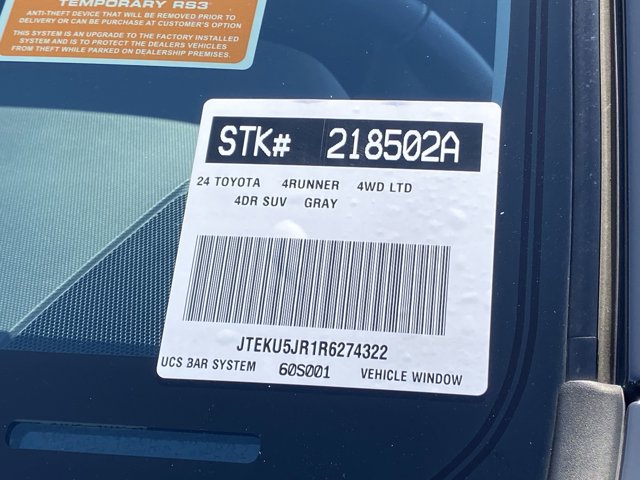 TEMPORARY RS3
ANTI-THEFT DEVICE THAT WILL BE REMOVED PRIOR TO
DELIVERY OR CAN BE PURCHASED AT CUSTOMER'S OPTION
THIS SYSTEM IS AN UPGRADE TO THE FACTORY INSTALLED
SYSTEM AND IS TO PROTECT THE DEALERS VEHICLES
FROM THEFT WHILE PARKED ON DEALERSHIP PREMISES.
STK# 218502A
24 TOYOTA 4RUNNER 4WD LTD
4DR SUV GRAY
JTEKU5JR1R6274322
UCS BAR SYSTEM 60S001 VEHICLE WINDOW